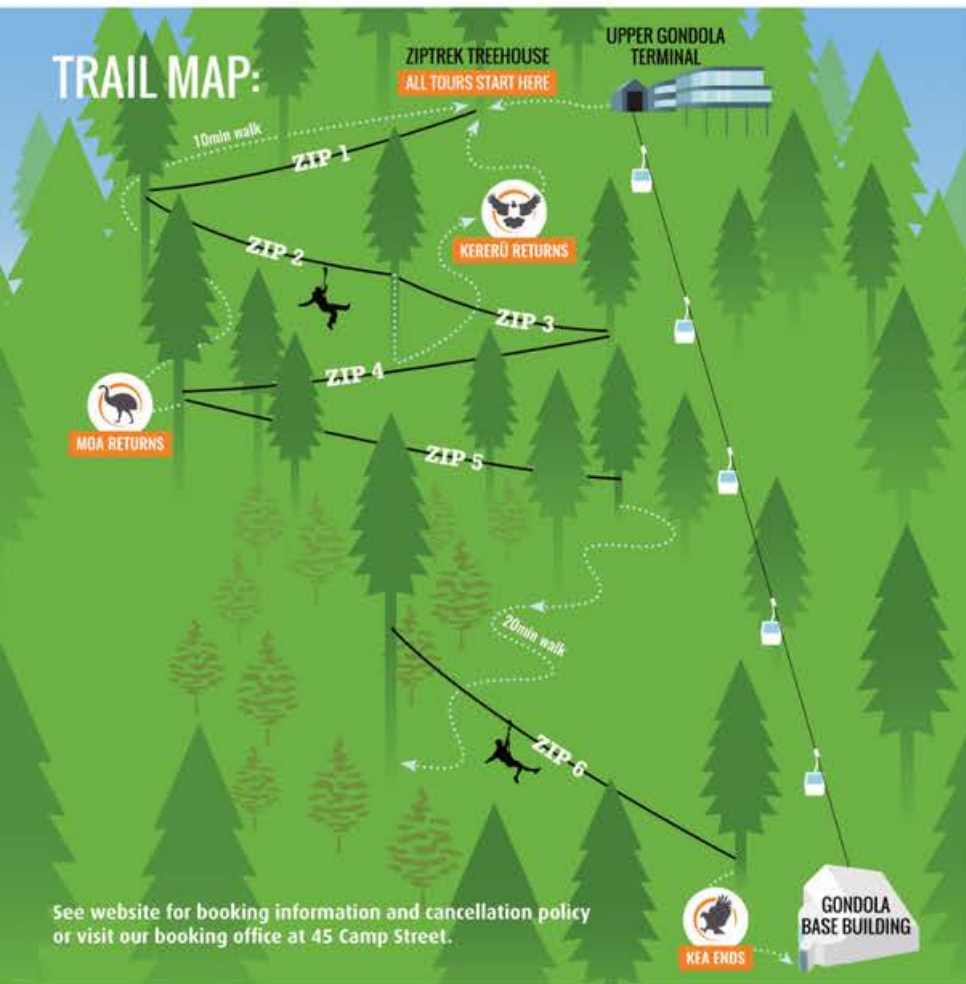 TRAIL MAP:
ZIPTREK TREEHOUSE
ALL TOURS START HERE
UPPER GONDOLA
TERMINAL
10min walk
ZIP 1
ZIP 2
KERERŪ RETURNS
ZIP 3
ZIP 4
MOA RETURNS
ZIP 5
20min walk
ZIP 6
See website for booking information and cancellation policy
or visit our booking office at 45 Camp Street.
KEA ENDS
GONDOLA
BASE BUILDING